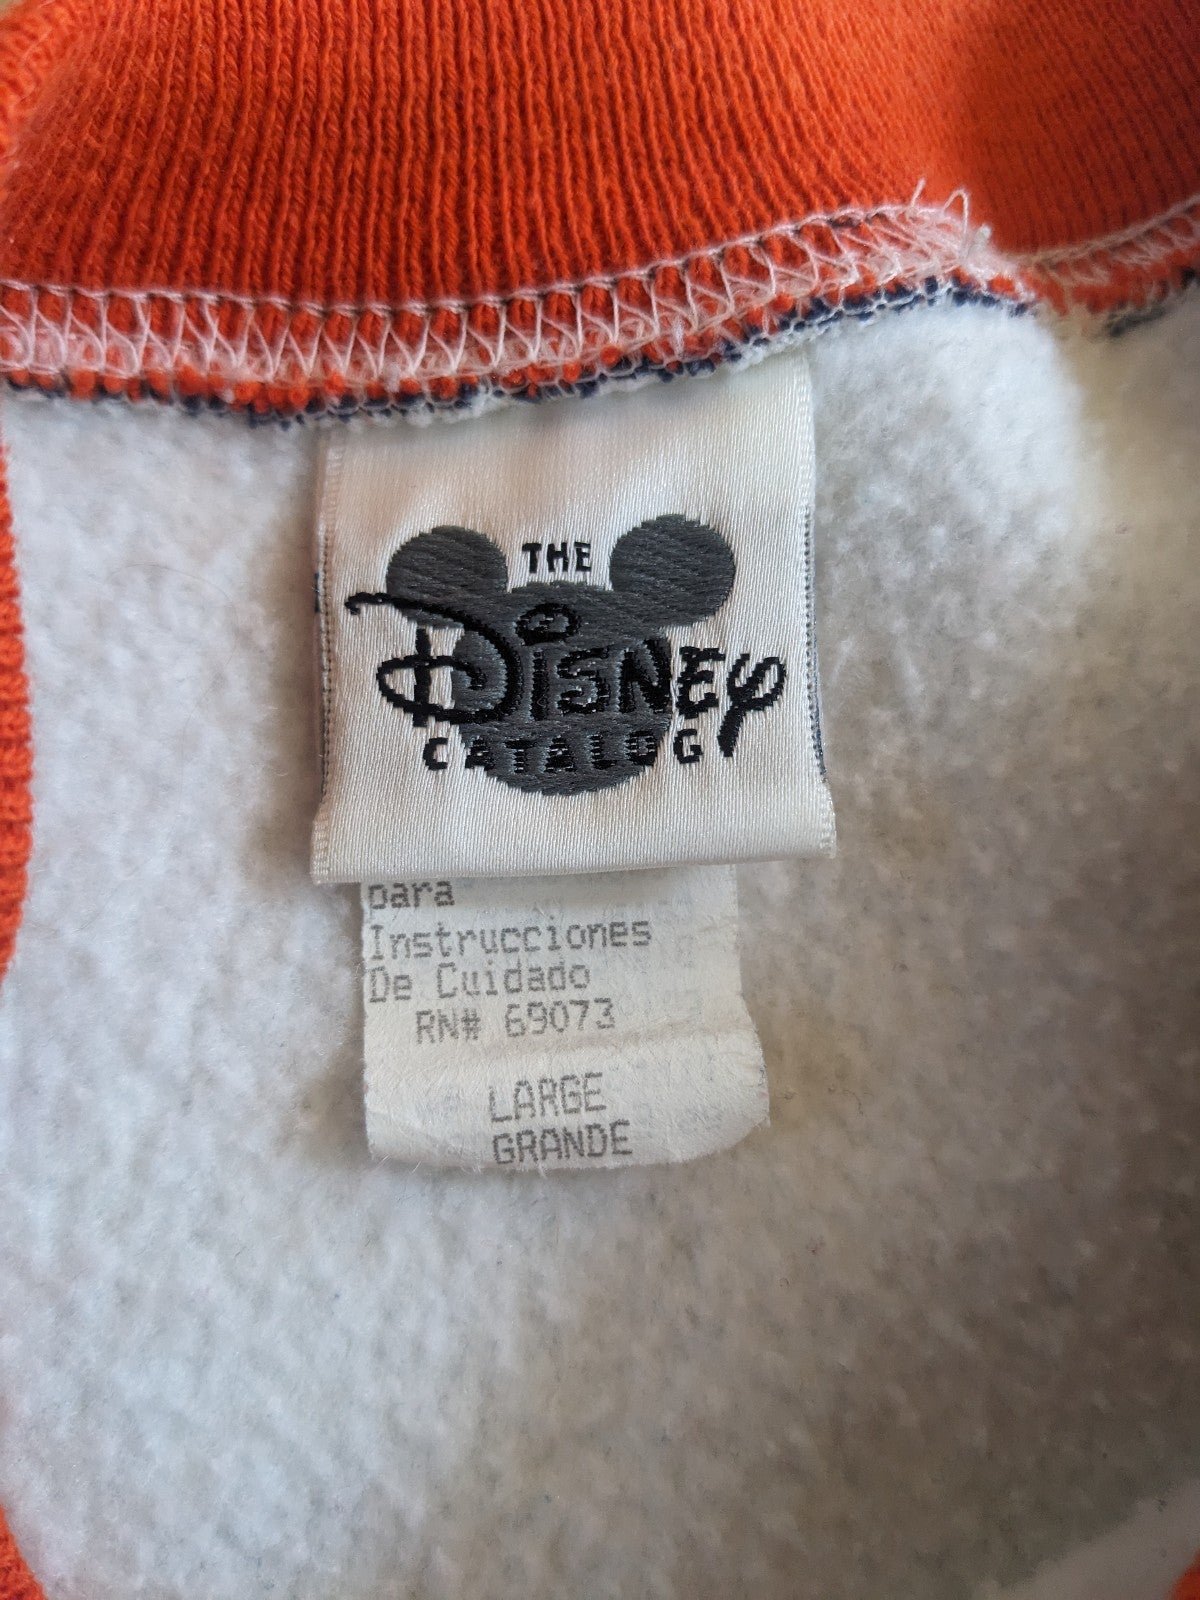 THE
Disney
CATALOG
para
Instrucciones
De Cuidado
RN# 69073
LARGE
GRANDE